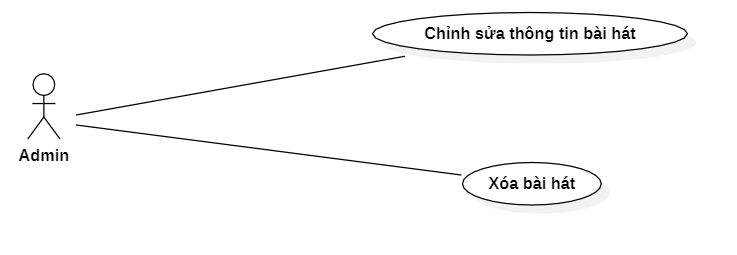 Chỉnh sửa thông tin bài hát
Admin
Xóa bài hát